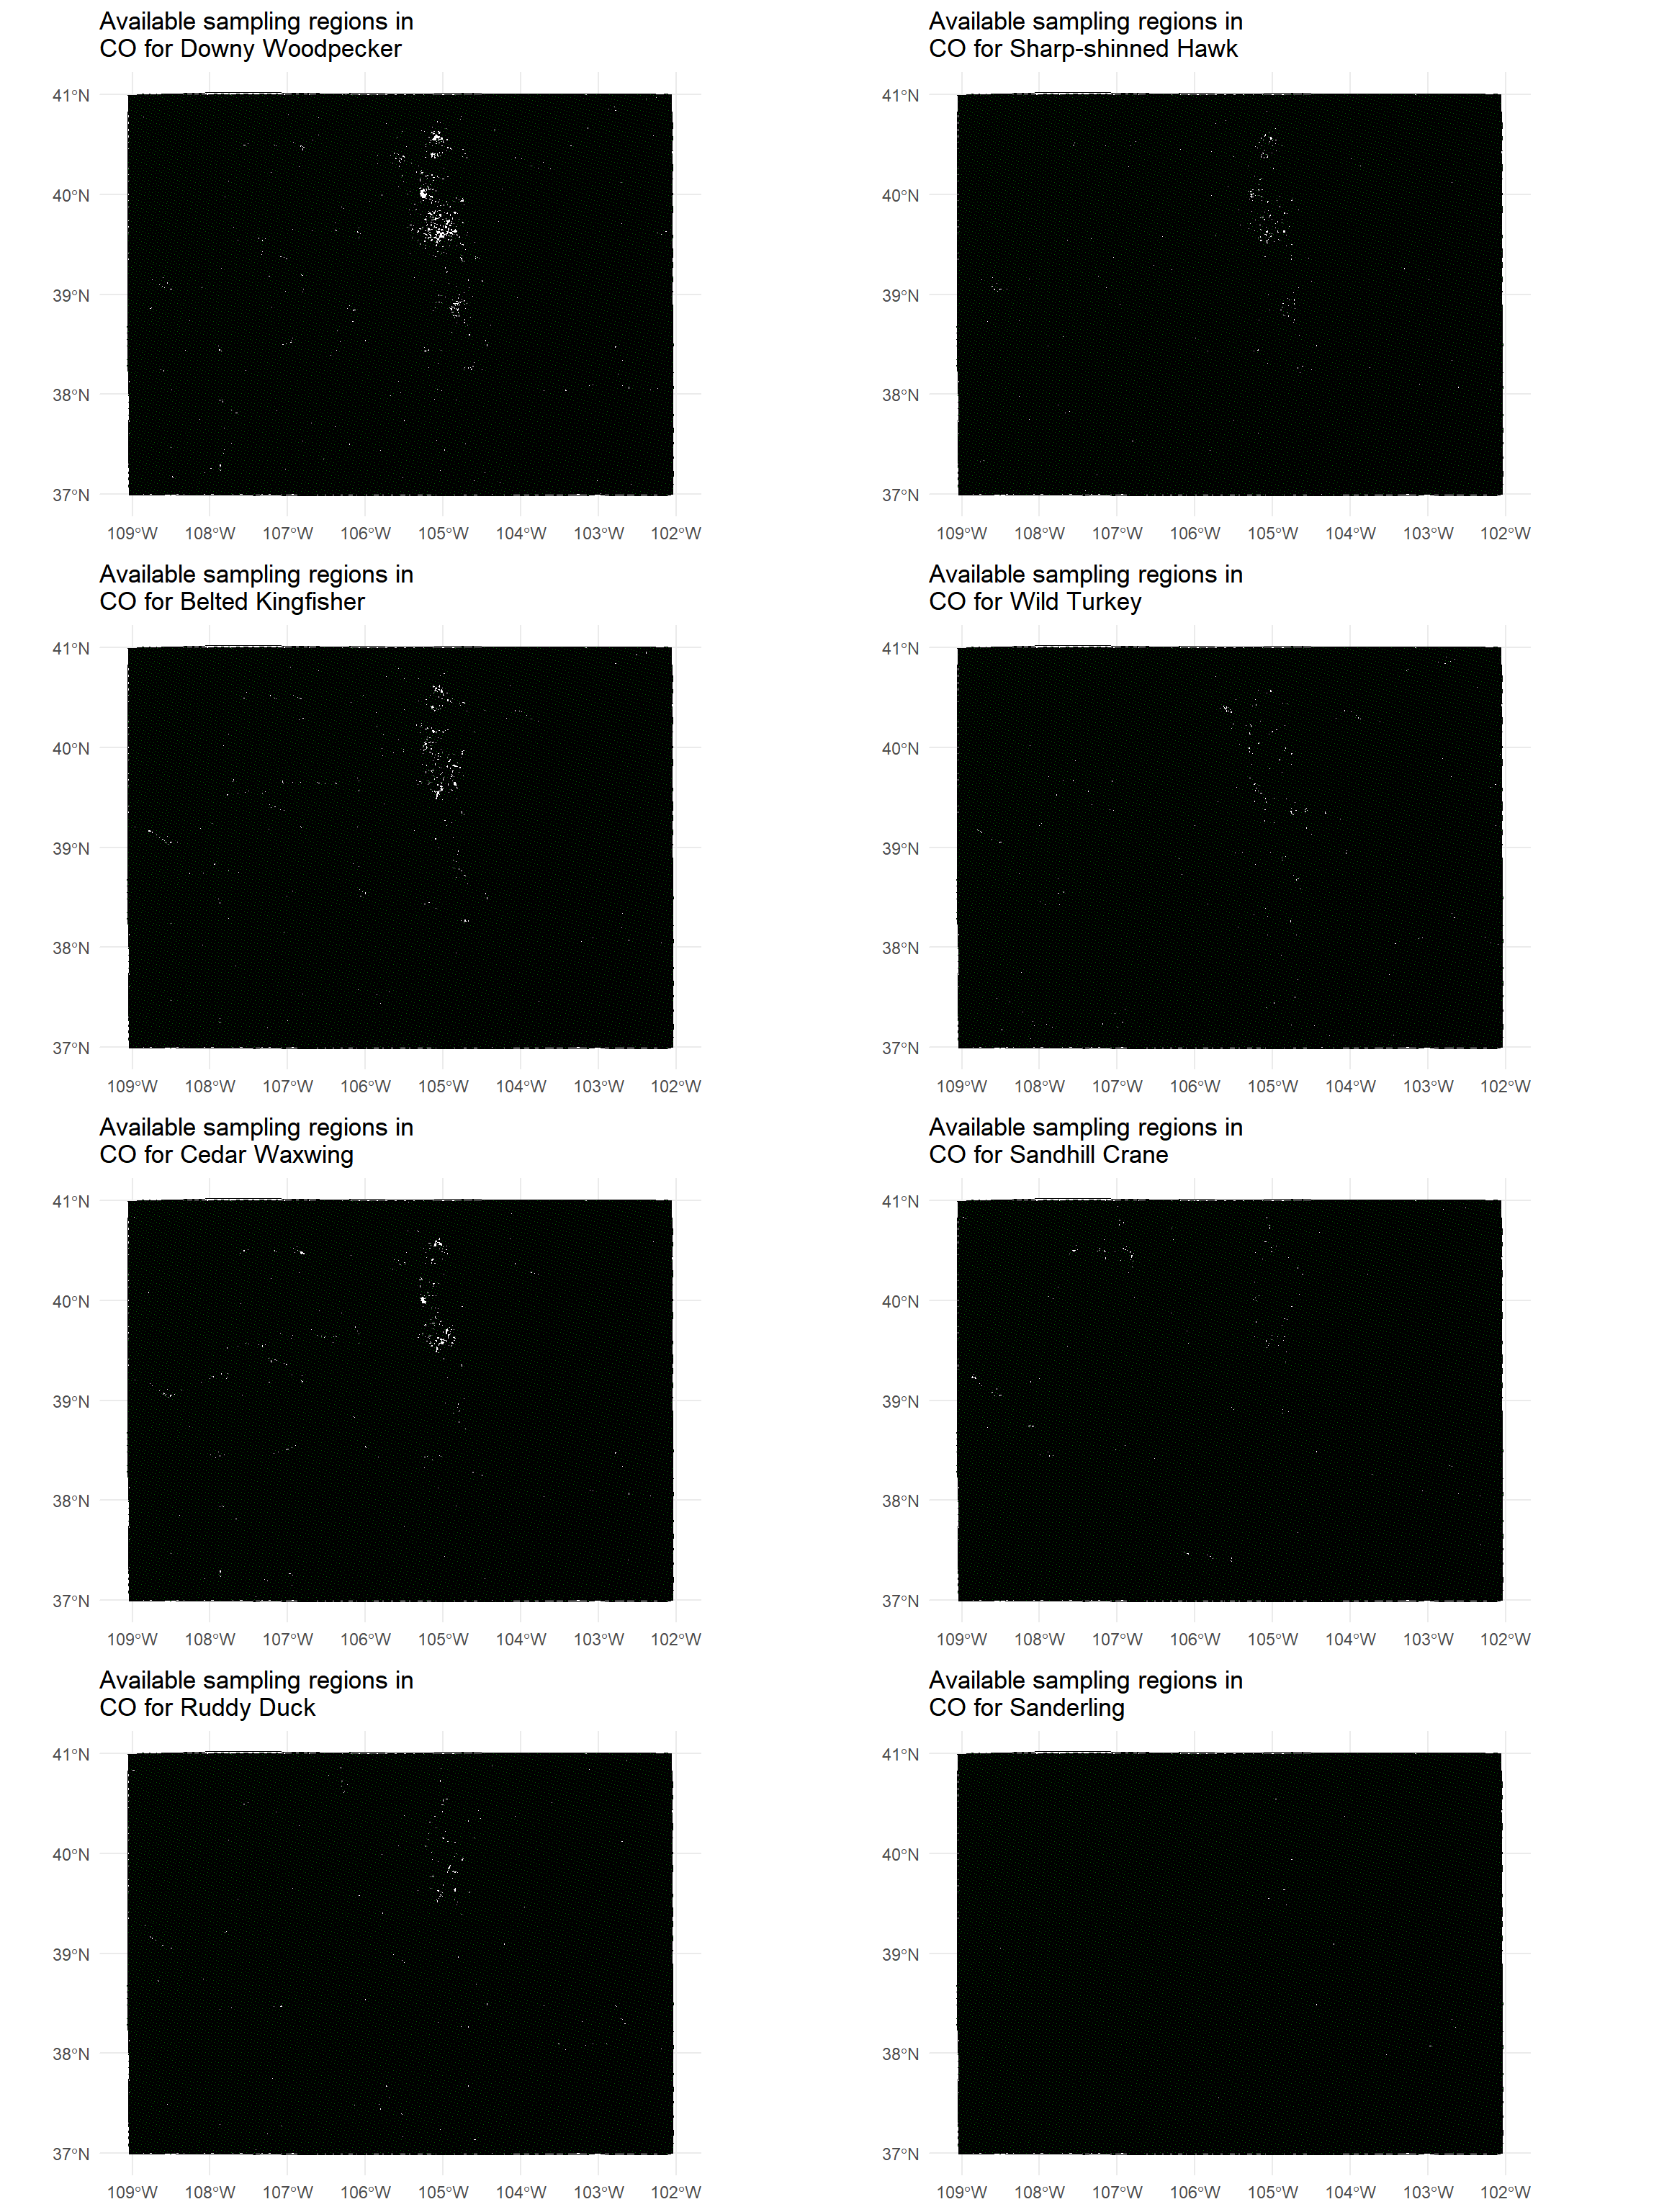 Available sampling regions in
CO for Downy Woodpecker
41°N
40°N
39°N
38°N
37°N
109°W 108°W 107°W 106°W 105°W 104°W 103°W 102°W
Available sampling regions in
CO for Sharp-shinned Hawk
41°N
40°N
39°N
38°N
37°N
109°W 108°W 107°W 106°W 105°W 104°W 103°W 102°W
Available sampling regions in
CO for Belted Kingfisher
41°N
40°N
39°N
38°N
37°N
109°W 108°W 107°W 106°W 105°W 104°W 103°W 102°W
Available sampling regions in
CO for Wild Turkey
41°N
40°N
39°N
38°N
37°N
109°W 108°W 107°W 106°W 105°W 104°W 103°W 102°W
Available sampling regions in
CO for Cedar Waxwing
41°N
40°N
39°N
38°N
37°N
109°W 108°W 107°W 106°W 105°W 104°W 103°W 102°W
Available sampling regions in
CO for Sandhill Crane
41°N
40°N
39°N
38°N
37°N
109°W 108°W 107°W 106°W 105°W 104°W 103°W 102°W
Available sampling regions in
CO for Ruddy Duck
41°N
40°N
39°N
38°N
37°N
109°W 108°W 107°W 106°W 105°W 104°W 103°W 102°W
Available sampling regions in
CO for Sanderling
41°N
40°N
39°N
38°N
37°N
109°W 108°W 107°W 106°W 105°W 104°W 103°W 102°W